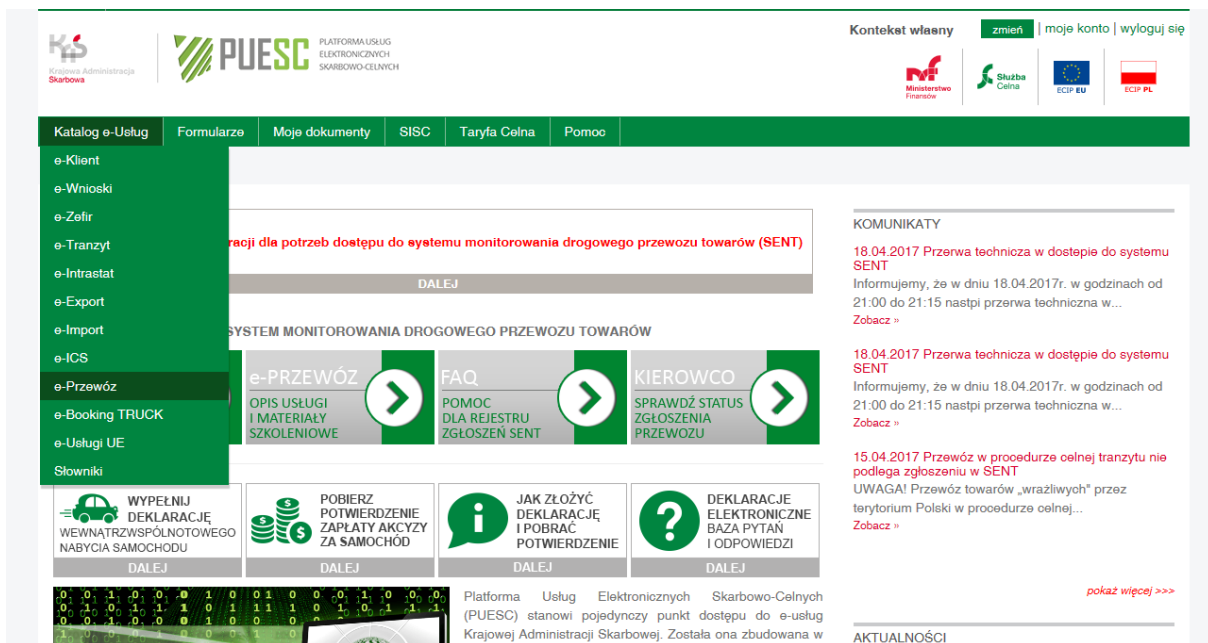 Kontekst własny zmień | moje konto | wyloguj się
KAS
Krajowa Administracja
Skarbowa
PUESC
PLATFORMA USŁUG
ELEKTRONICZNYCH
SKARBOWO-CELNYCH
mf
Ministerstwo
Finansów
Służba
Celna
ECIP EU
ECIP PL
Katalog e-Usług Formularze Moje dokumenty SISC Taryfa Celna Pomoc
e-Klient
e-Wnioski
e-Zefir
e-Tranzyt
e-Intrastat
e-Export
e-Import
e-ICS
e-Przewóz
e-Booking TRUCK
e-Usługi UE
Słowniki
racji dla potrzeb dostępu do systemu monitorowania drogowego przewozu towarów (SENT)
DALEJ
SYSTEM MONITOROWANIA DROGOWEGO PRZEWOZU TOWARÓW
e-PRZEWÓZ
OPIS USŁUGI
I MATERIAŁY
SZKOLENIOWE
FAQ
POMOC
DLA REJESTRU
ZGŁOSZEŃ SENT
KIEROWCO
SPRAWDŹ STATUS
ZGŁOSZENIA
PRZEWOZU
WYPEŁNIJ
DEKLARACJĘ
WEWNĄTRZWSPÓLNOTOWEGO
NABYCIA SAMOCHODU
DALEJ
POBIERZ
POTWIERDZENIE
ZAPŁATY AKCYZY
ZA SAMOCHÓD
DALEJ
JAK ZŁOŻYĆ
DEKLARACJĘ
I POBRAĆ
POTWIERDZENIE
DALEJ
DEKLARACJE
ELEKTRONICZNE
BAZA PYTAŃ
I ODPOWIEDZI
DALEJ
Platforma Usług Elektronicznych Skarbowo-Celnych
(PUESC) stanowi pojedynczy punkt dostępu do e-usług
Krajowej Administracji Skarbowej. Została ona zbudowana w
KOMUNIKATY
18.04.2017 Przerwa technicza w dostepie do systemu
SENT
Informujemy, że w dniu 18.04.2017r. w godzinach od
21:00 do 21:15 nastpi przerwa techniczna w...
Zobacz »
18.04.2017 Przerwa technicza w dostępie do systemu
SENT
Informujemy, że w dniu 18.04.2017r. w godzinach od
21:00 do 21:15 nastpi przerwa techniczna w...
Zobacz »
15.04.2017 Przewóz w procedurze celnej tranzytu nie
podlega zgłoszeniu w SENT
UWAGA! Przewóz towarów „wrażliwych" przez
terytorium Polski w procedurze celnej...
Zobacz »
pokaż więcej >>>
AKTUALNOŚCI